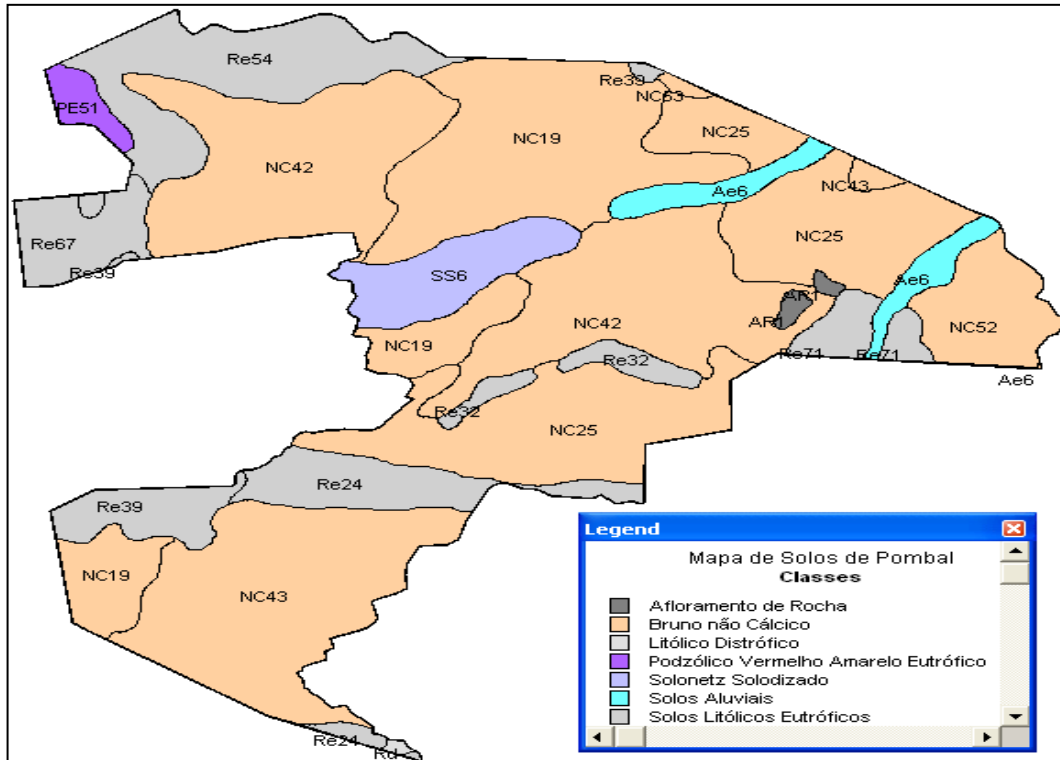 Re54
Re39
NC53
PE51
NC19
NC25
NC42
Ae6
NC43
Re67
NC25
Re39
SS6
Ae6
AR1
AR1
NC42
NC52
NC19
Re32
Re71
Re71
Ae6
Re32
NC25
Re24
Re39
NC19
NC43
Re24
Rd
Legend
Mapa de Solos de Pombal
Classes
Afloramento de Rocha
Bruno não Cálcico
Litólico Distrófico
Podzólico Vermelho Amarelo Eutrófico
Solonetz Solodizado
Solos Aluviais
Solos Litólicos Eutróficos